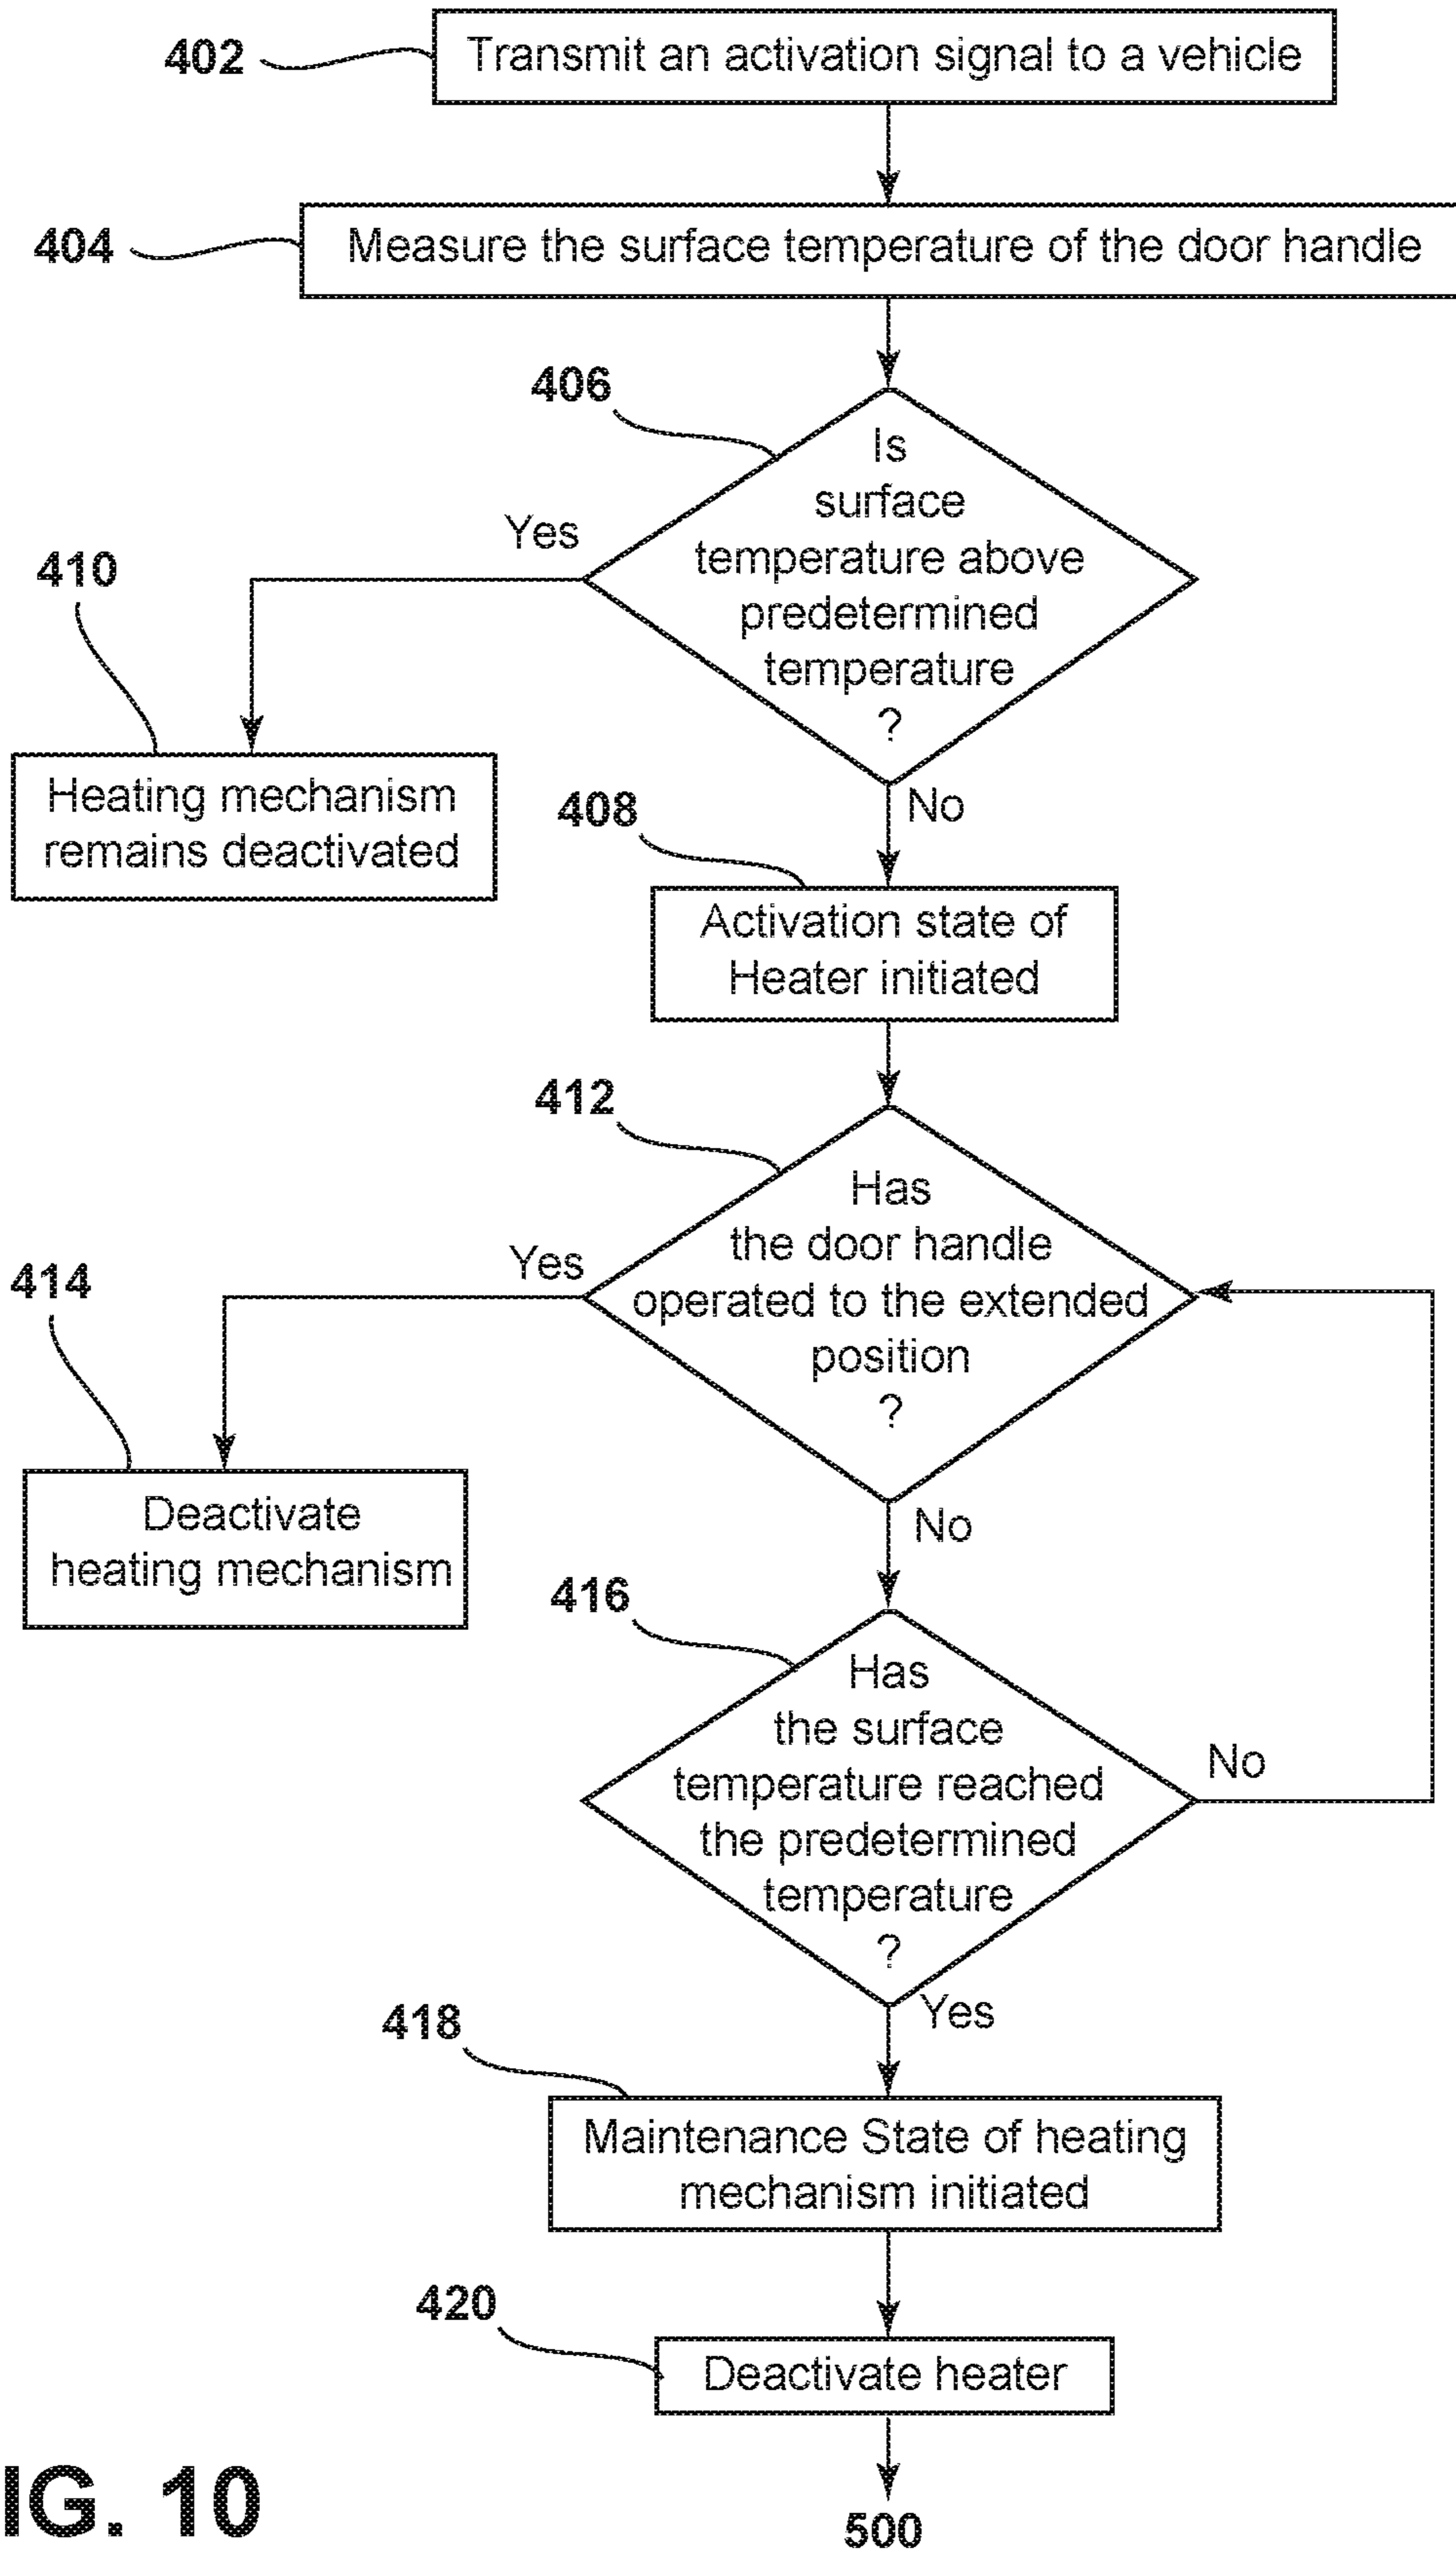 402
Transmit an activation signal to a vehicle
404
Measure the surface temperature of the door handle
406
Is
surface
temperature above
predetermined
temperature
?
Yes
410
Heating mechanism
remains deactivated
No
408
Activation state of
Heater initiated
412
Has
the door handle
operated to the extended
position
?
Yes
414
Deactivate
heating mechanism
No
416
Has
the surface
temperature reached
the predetermined
temperature
?
No
Yes
418
Maintenance State of heating
mechanism initiated
420
Deactivate heater
500
IG. 10